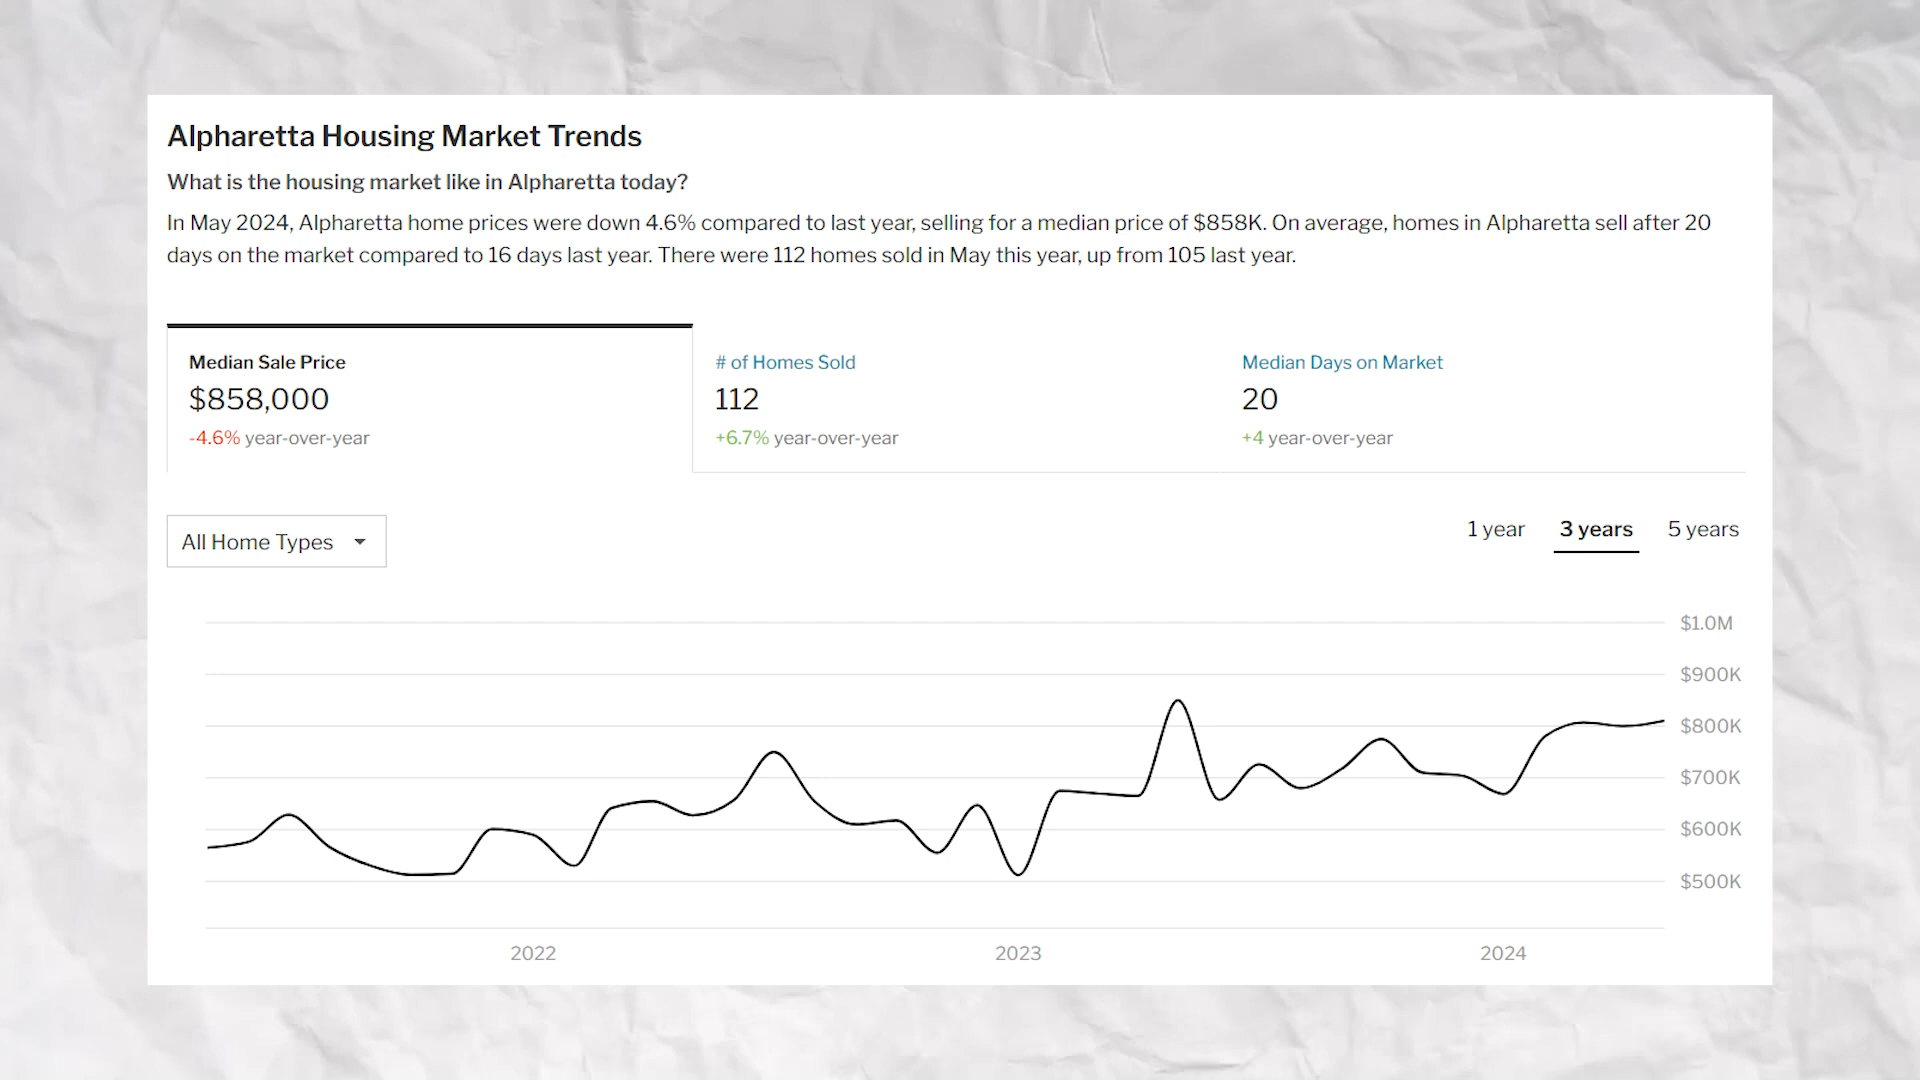 Alpharetta Housing Market Trends
What is the housing market like in Alpharetta today?
In May 2024, Alpharetta home prices were down 4.6% compared to last year, selling for a median price of $858K. On average, homes in Alpharetta sell after 20
days on the market compared to 16 days last year. There were 112 homes sold in May this year, up from 105 last year.
Median Sale Price
$858,000
-4.6% year-over-year
# of Homes Sold
112
+6.7% year-over-year
Median Days on Market
20
+4 year-over-year
All Home Types
1 year 3 years 5 years
$1.0M
$900K
$800K
$700K
$600K
$500K
2022 2023 2024